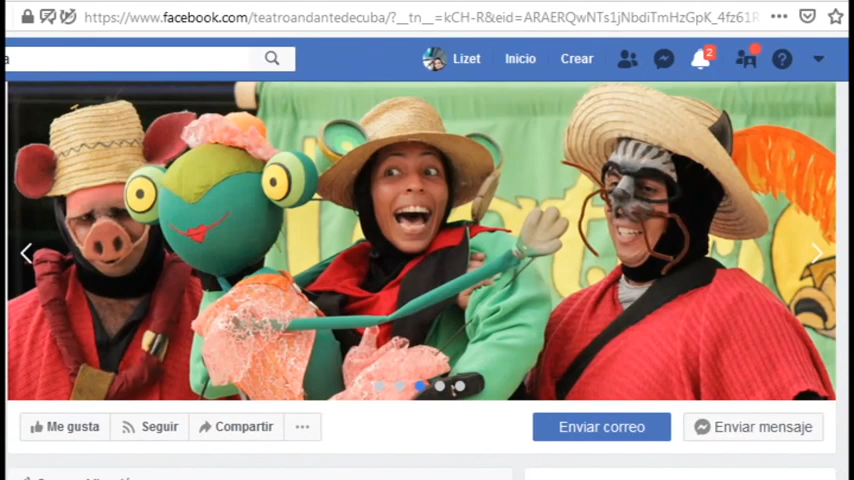 https://www.facebook.com/teatroandantedecuba/?__tn__=kCH-R&eid=ARAERQwNTs1jNbdiTmHzGpK_4fz61R
a
Lizet Inicio Crear 2
Me gusta Seguir Compartir Enviar correo Enviar mensaje